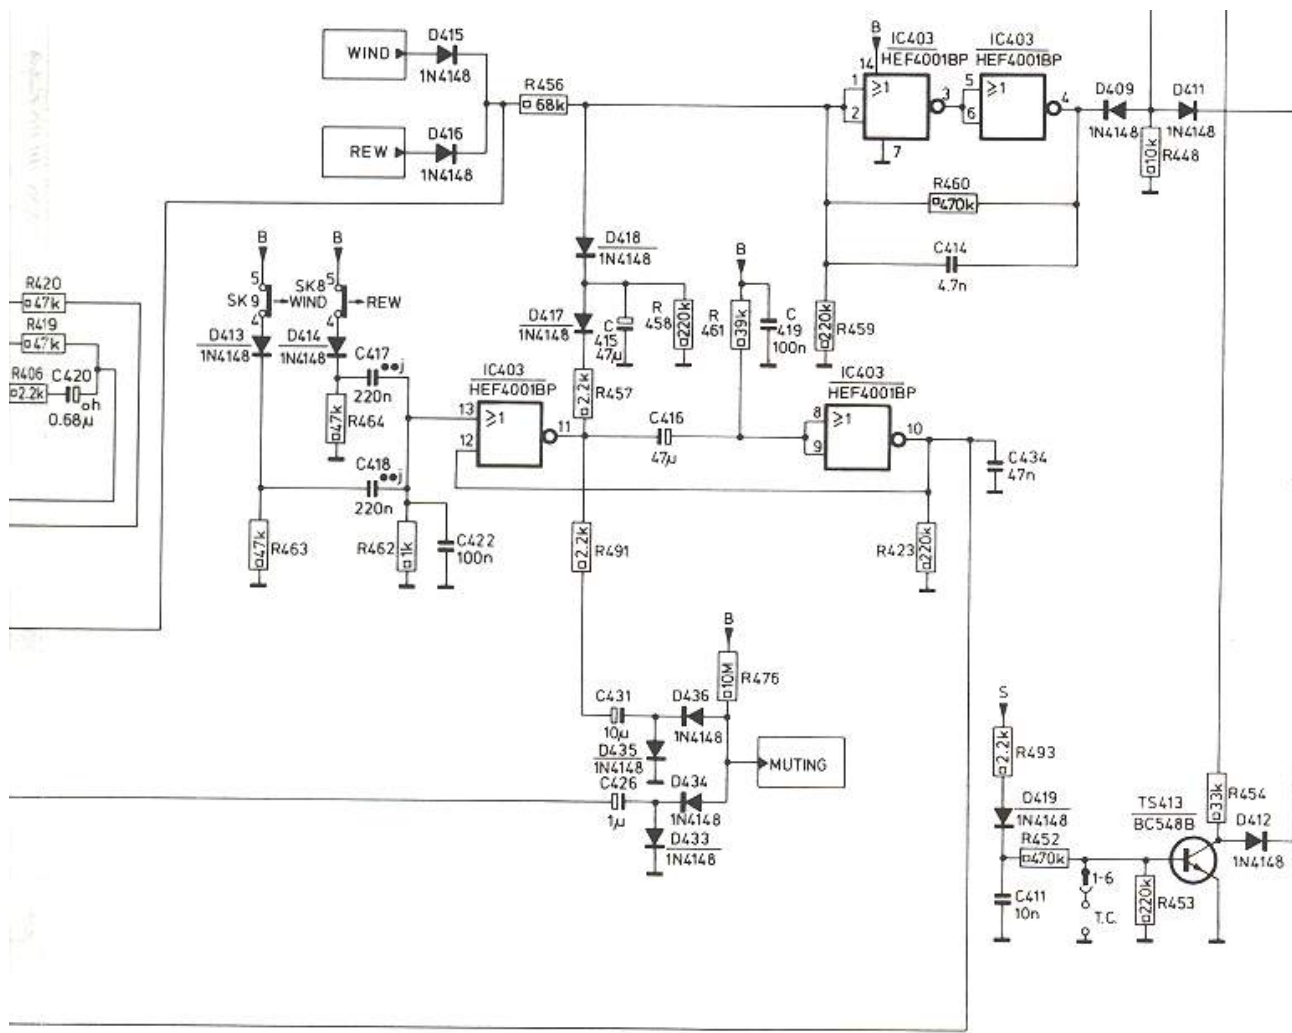 WIND
D415
1N4148
R456
68k
REW
D416
1N4148
B
14
IC403
HEF4001BP
IC403
HEF4001BP
1
2
≥1
3
5
6
≥1
4
7
D409
1N4148
D411
1N4148
10k
R448
R460
470k
C414
4.7n
B
B
5
SK9
4
WIND
5
SK8
4
REW
D418
1N4148
B
R420
47k
R419
47k
R406
2.2k
C420
0.68µ
oh
D413
1N4148
D414
1N4148
C417
j
220n
47k
R464
D417
1N4148
C
415
47µ
R
458
220k
R
461
39k
C
419
100n
220k
R459
IC403
HEF4001BP
13
12
≥1
11
2.2k
R457
C416
47µ
IC403
HEF4001BP
8
9
≥1
10
C434
47n
C418
j
220n
47k
R463
R462
1k
C422
100n
2.2k
R491
R423
220k
B
10M
R476
C431
10µ
D436
1N4148
D435
1N4148
MUTING
C426
1µ
D434
1N4148
D433
1N4148
S
2.2k
R493
D419
1N4148
R452
470k
C411
10n
1-6
T.C.
220k
R453
TS413
BC548B
33k
R454
D412
1N4148